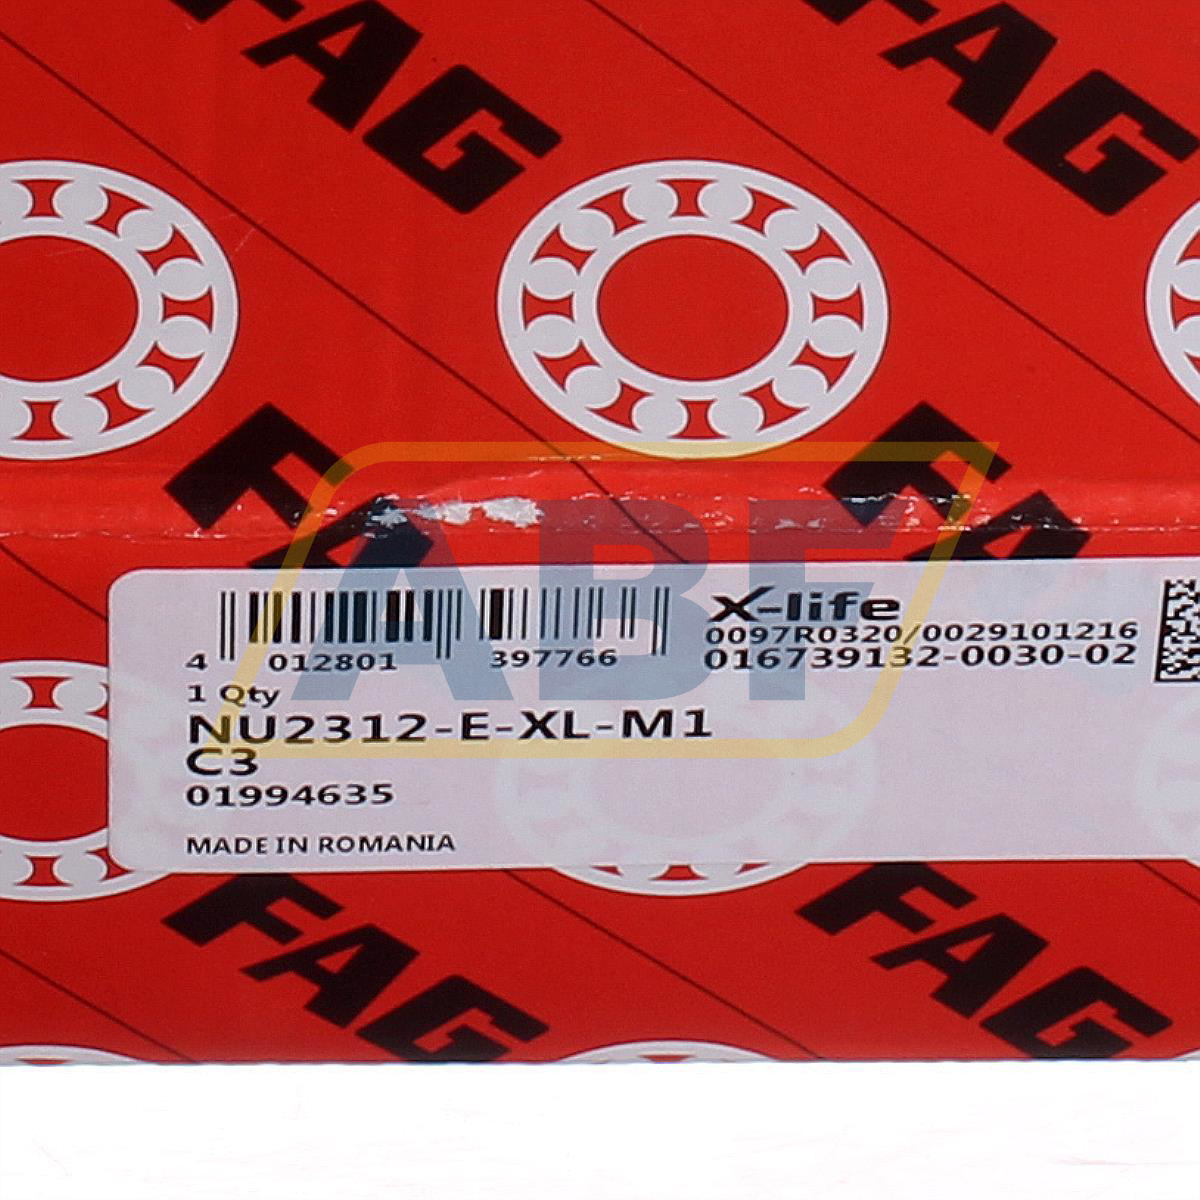 FAG
FAG
FAG
FAG
ABF
X-life
0097R0320/0029101216
4 012801 397766
016739132-0030-02
1 Qty
NU2312-E-XL-M1
C3
01994635
MADE IN ROMANIA
FAG
FAG